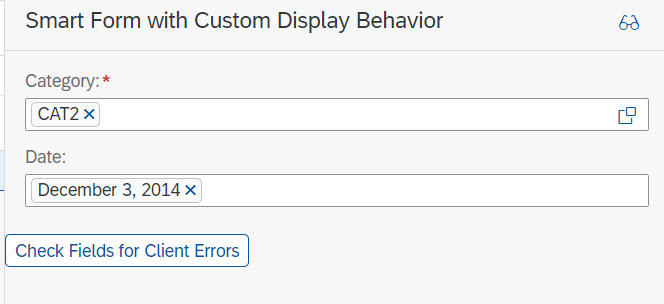 Smart Form with Custom Display Behavior
Category:*
CAT2
Date:
December 3, 2014
Check Fields for Client Errors